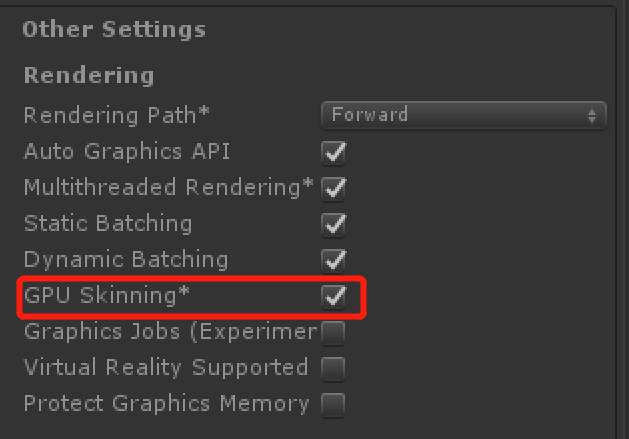 Other Settings
Rendering
Rendering Path* Forward
Auto Graphics API
Multithreaded Rendering*
Static Batching
Dynamic Batching
GPU Skinning*
Graphics Jobs (Experimer
Virtual Reality Supported
Protect Graphics Memory